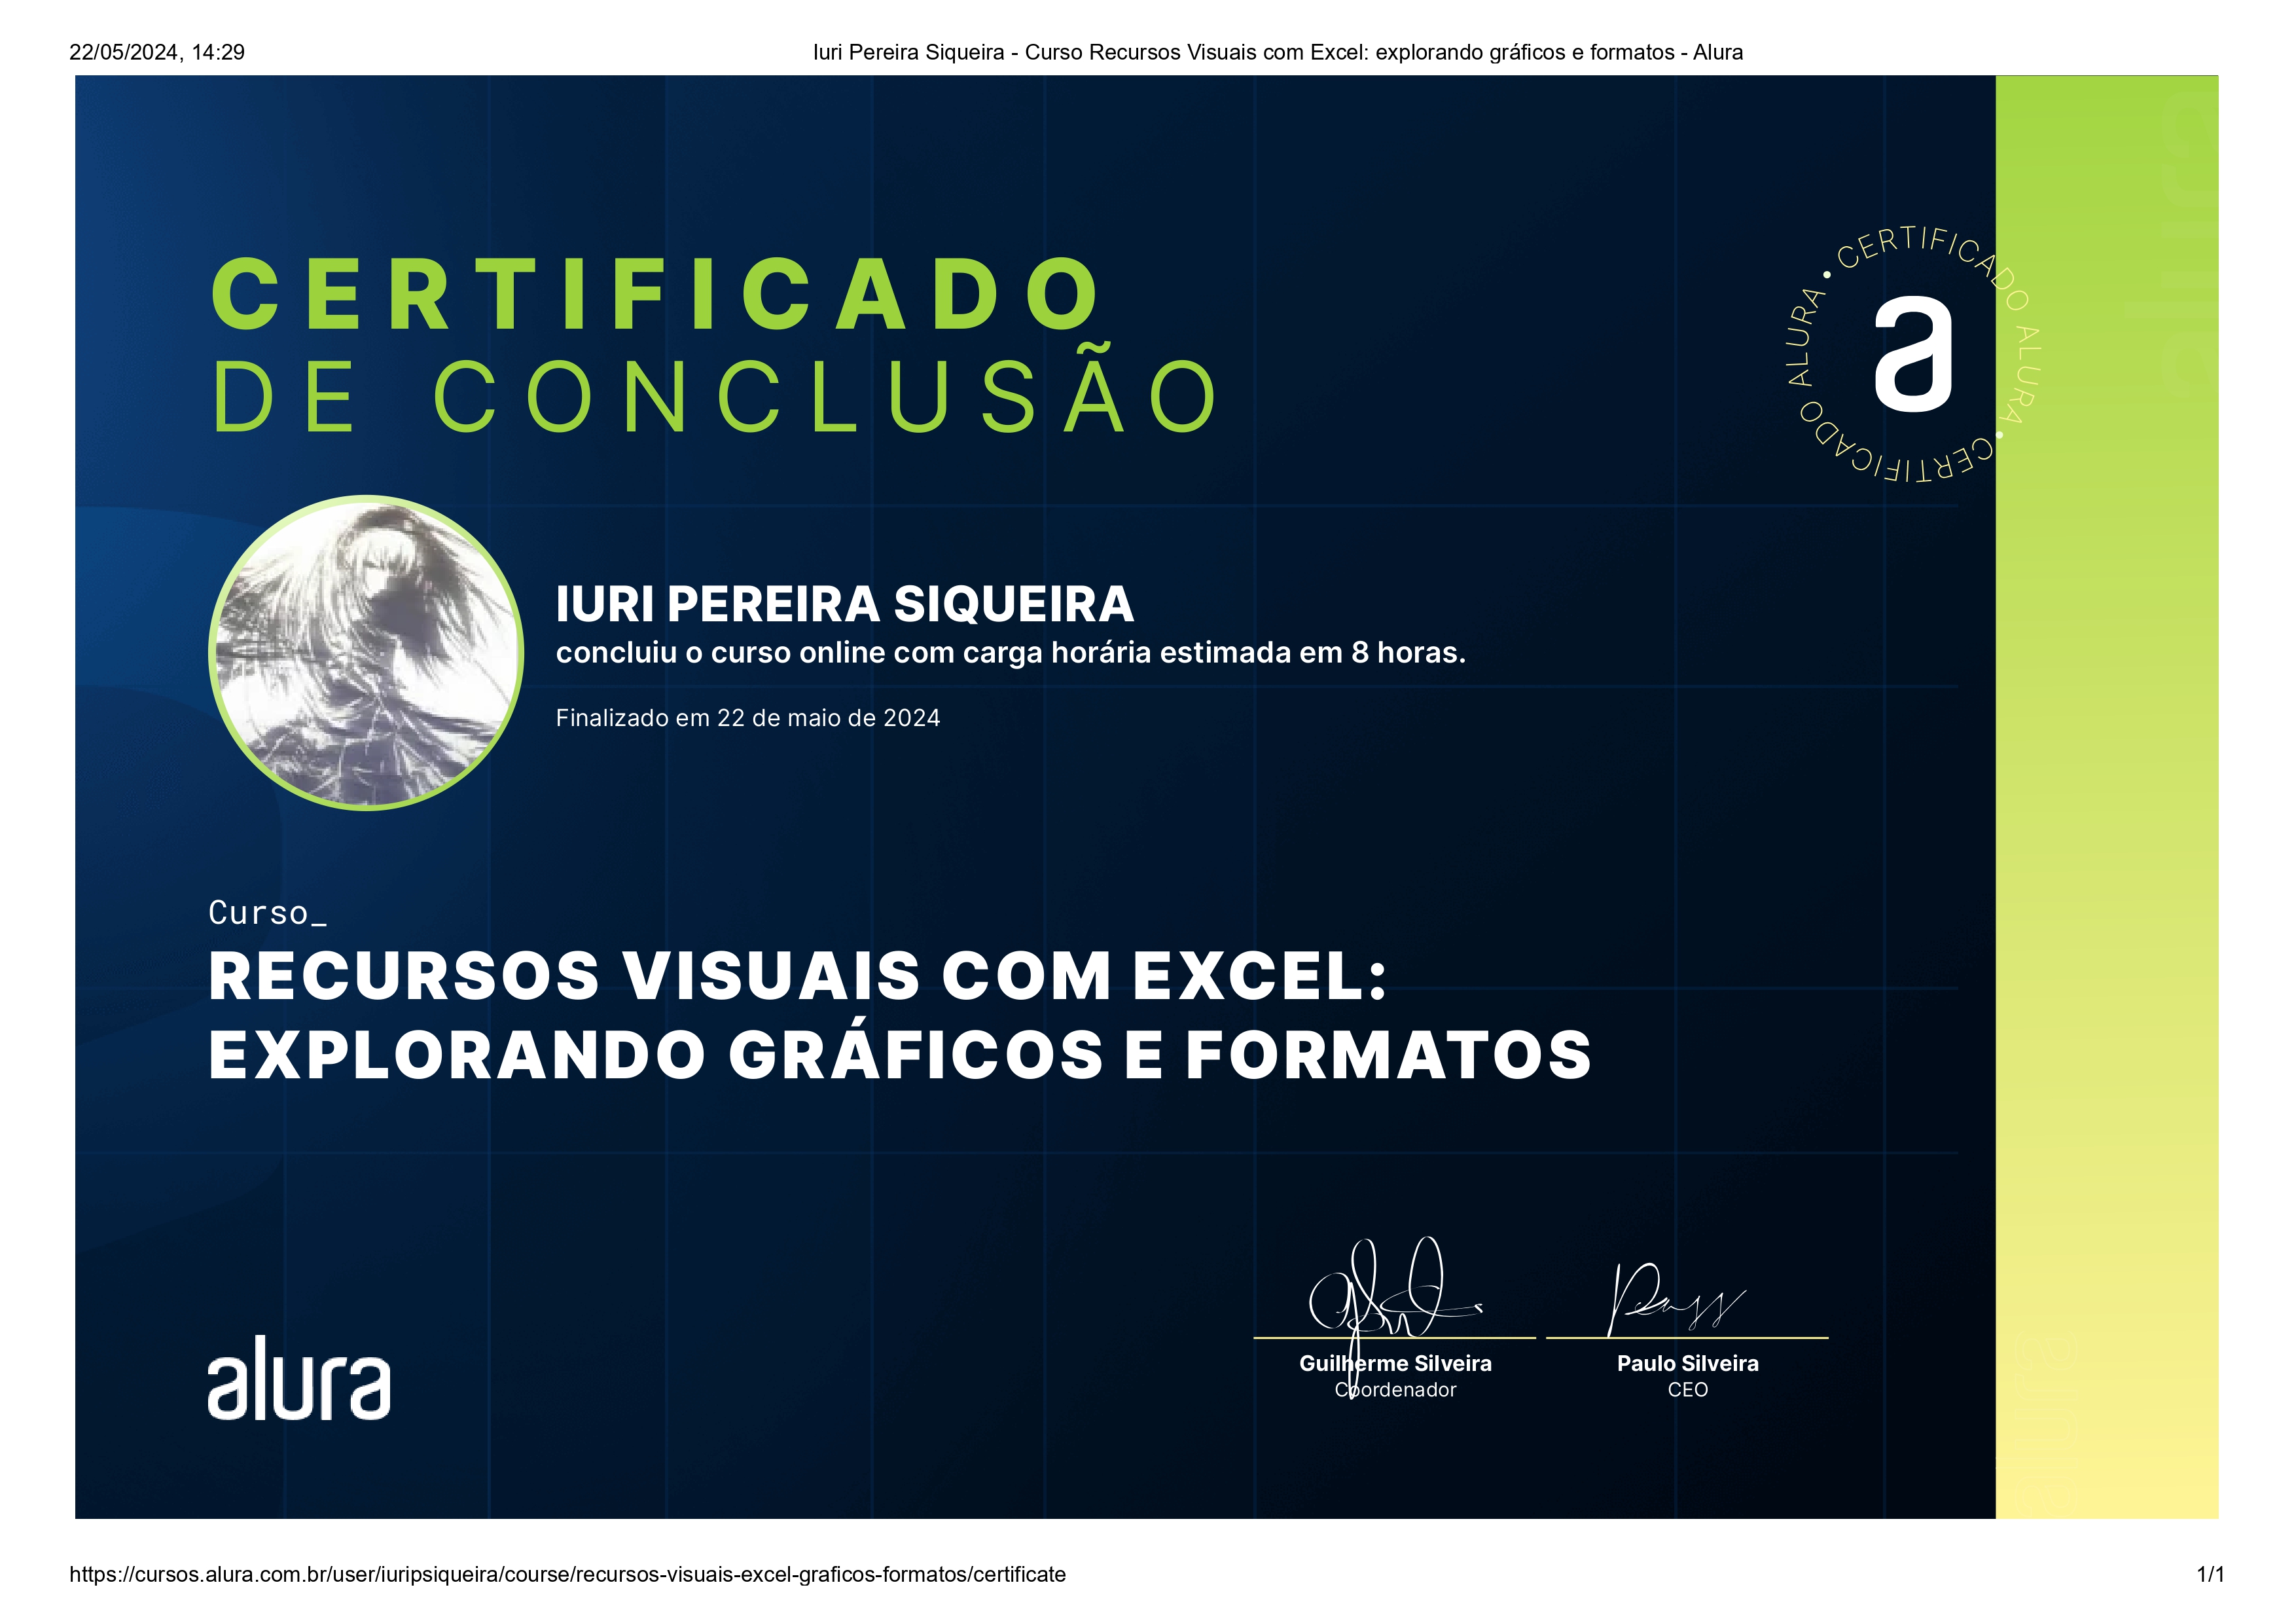 22/05/2024, 14:29
Iuri Pereira Siqueira - Curso Recursos Visuais com Excel: explorando gráficos e formatos - Alura
CERTIFICADO
DE CONCLUSÃO
CERTIFICADO ALURA • CERTIFICADO ALURA •
a
IURI PEREIRA SIQUEIRA
concluiu o curso online com carga horária estimada em 8 horas.
Finalizado em 22 de maio de 2024
Curso_
RECURSOS VISUAIS COM EXCEL:
EXPLORANDO GRÁFICOS E FORMATOS
alura
Guilherme Silveira
Coordenador
Paulo Silveira
CEO
https://cursos.alura.com.br/user/iuripsiqueira/course/recursos-visuais-excel-graficos-formatos/certificate
1/1